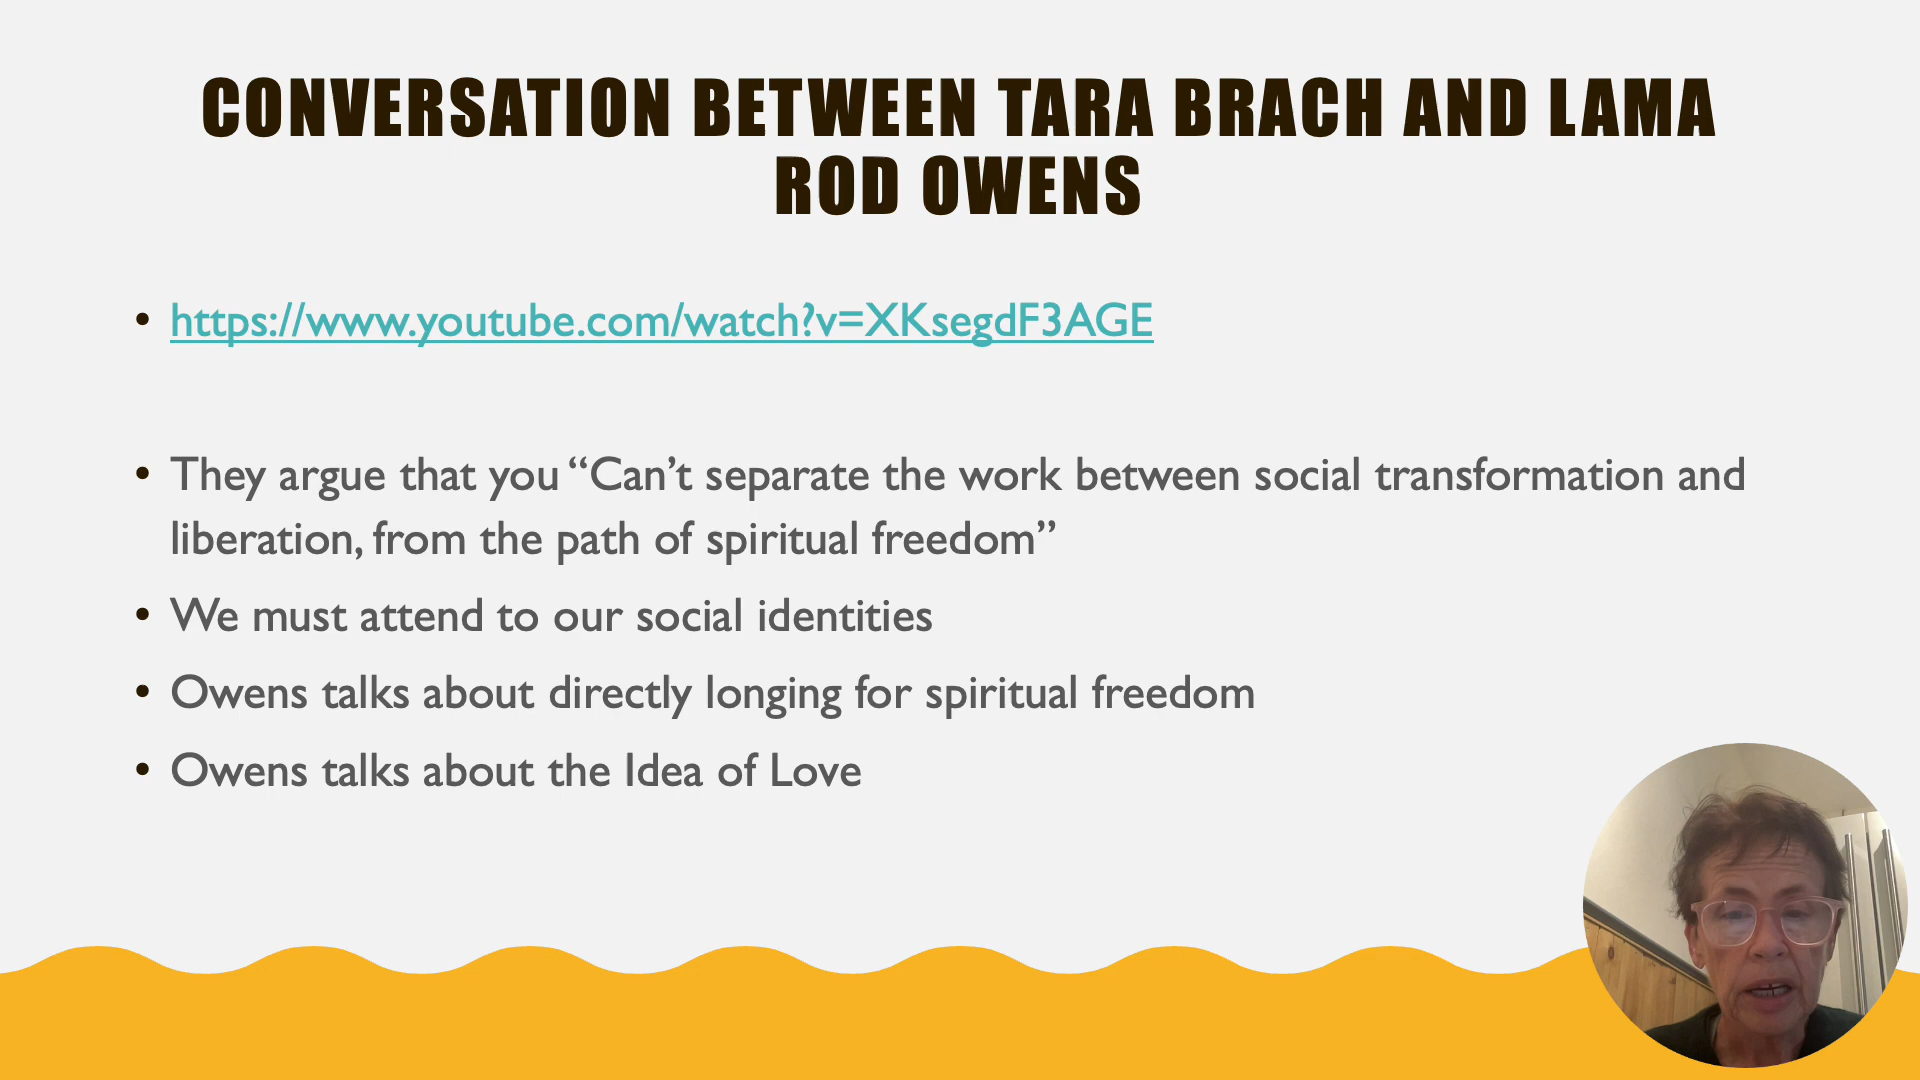 CONVERSATION BETWEEN TARA BRACH AND LAMA
ROD OWENS
• https://www.youtube.com/watch?v=XKsegdF3AGE
• They argue that you “Can’t separate the work between social transformation and
liberation, from the path of spiritual freedom”
• We must attend to our social identities
• Owens talks about directly longing for spiritual freedom
• Owens talks about the Idea of Love